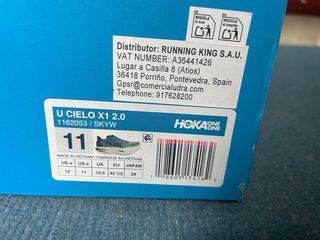 Distributor: RUNNING KING S.A.U.
VAT NUMBER: A36441426
Lugar a Casilla 8 (Atios)
36418 Porriño, Pontevedra, Spain
Gpsr@comercialudra.com
Telephone: 917628200
U CIELO X1 2.0
1162053 / SKYW
11
HOKA ONE ONE
MADE IN VIETNAM / FABRIQUÉ AU VIETNAM
US W US M UK EU JAPAN
12 11 10.5 45 1/3 29